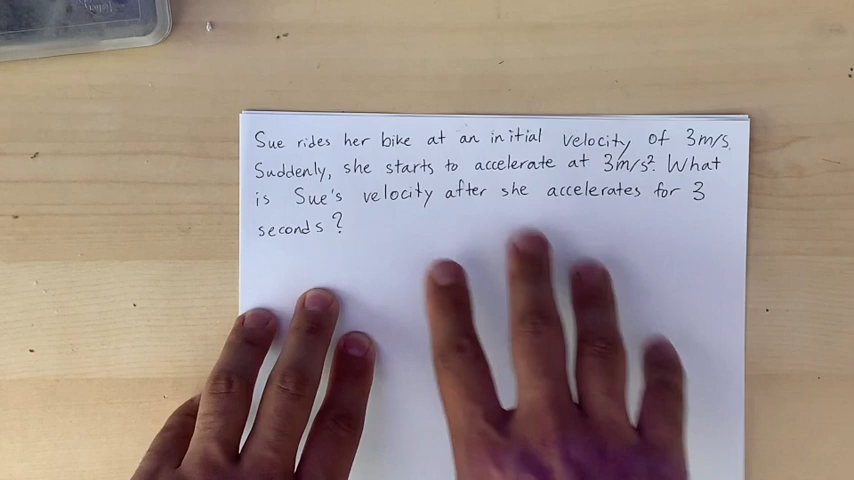 Sue rides her bike at an initial velocity of 3m/s.
Suddenly, she starts to accelerate at 3m/s². What
is Sue's velocity after she accelerates for 3
seconds?